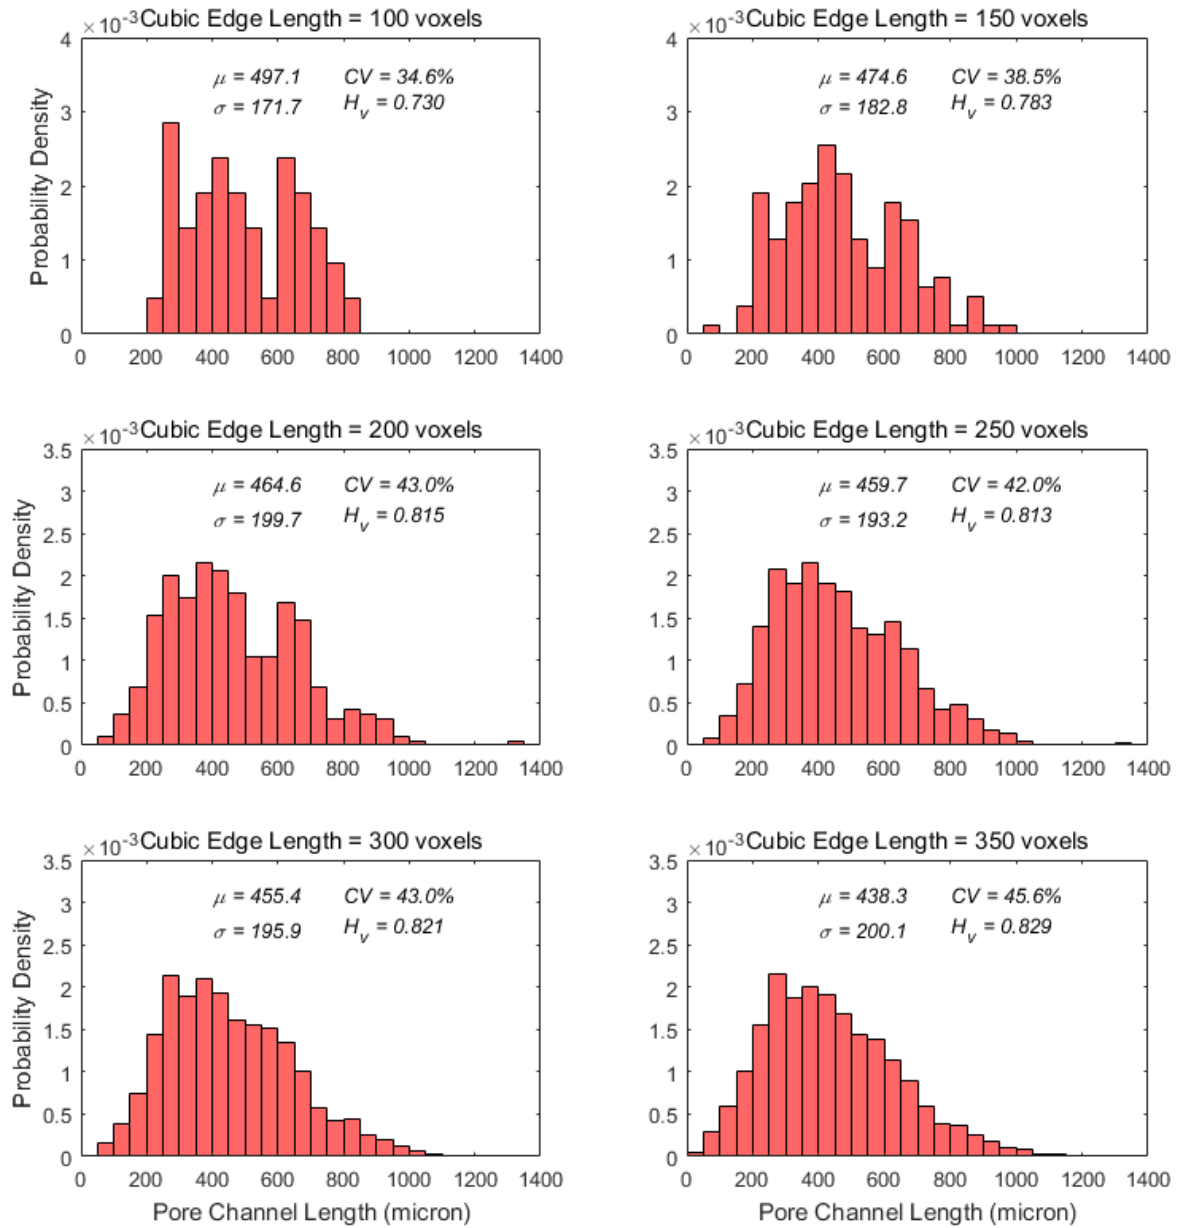 ×10⁻³ Cubic Edge Length = 100 voxels
4
3
2
1
0
Probability Density
μ = 497.1 CV = 34.6%
σ = 171.7 H_v = 0.730
0 200 400 600 800 1000 1200 1400
×10⁻³ Cubic Edge Length = 150 voxels
4
3
2
1
0
μ = 474.6 CV = 38.5%
σ = 182.8 H_v = 0.783
0 200 400 600 800 1000 1200 1400
×10⁻³ Cubic Edge Length = 200 voxels
3.5
3
2.5
2
1.5
1
0.5
0
Probability Density
μ = 464.6 CV = 43.0%
σ = 199.7 H_v = 0.815
0 200 400 600 800 1000 1200 1400
×10⁻³ Cubic Edge Length = 250 voxels
3.5
3
2.5
2
1.5
1
0.5
0
μ = 459.7 CV = 42.0%
σ = 193.2 H_v = 0.813
0 200 400 600 800 1000 1200 1400
×10⁻³ Cubic Edge Length = 300 voxels
3.5
3
2.5
2
1.5
1
0.5
0
Probability Density
μ = 455.4 CV = 43.0%
σ = 195.9 H_v = 0.821
0 200 400 600 800 1000 1200 1400
Pore Channel Length (micron)
×10⁻³ Cubic Edge Length = 350 voxels
3.5
3
2.5
2
1.5
1
0.5
0
μ = 438.3 CV = 45.6%
σ = 200.1 H_v = 0.829
0 200 400 600 800 1000 1200 1400
Pore Channel Length (micron)